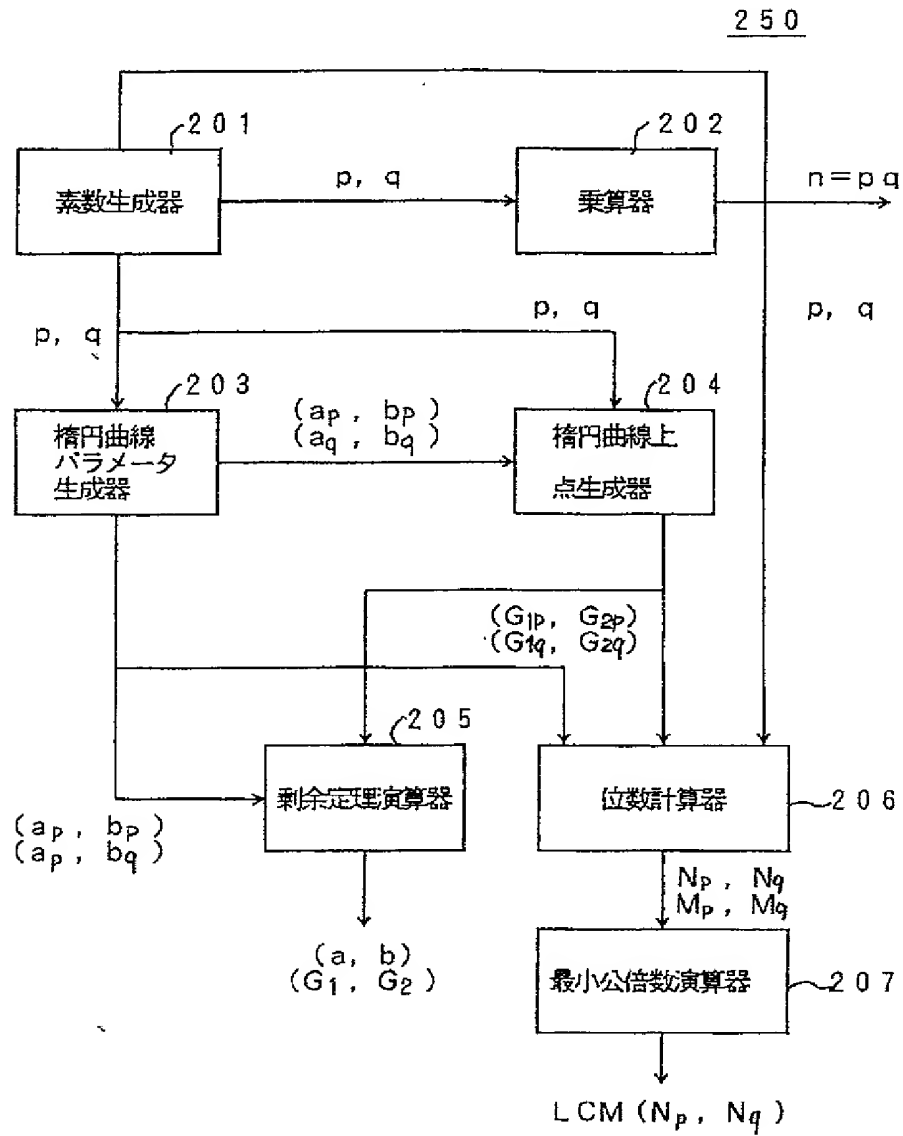 250
201
202
素数生成器
p, q
乗算器
n=pq
p, q
p, q
p, q
203
204
(ap, bp)
(aq, bq)
楕円曲線
パラメータ
生成器
楕円曲線上
点生成器
(G1p, G2p)
(G1q, G2q)
205
剰余定理演算器
位数計算器
206
(ap, bp)
(ap, bq)
Np, Nq
Mp, Mq
(a, b)
(G1, G2)
最小公倍数演算器
207
LCM(Np, Nq)